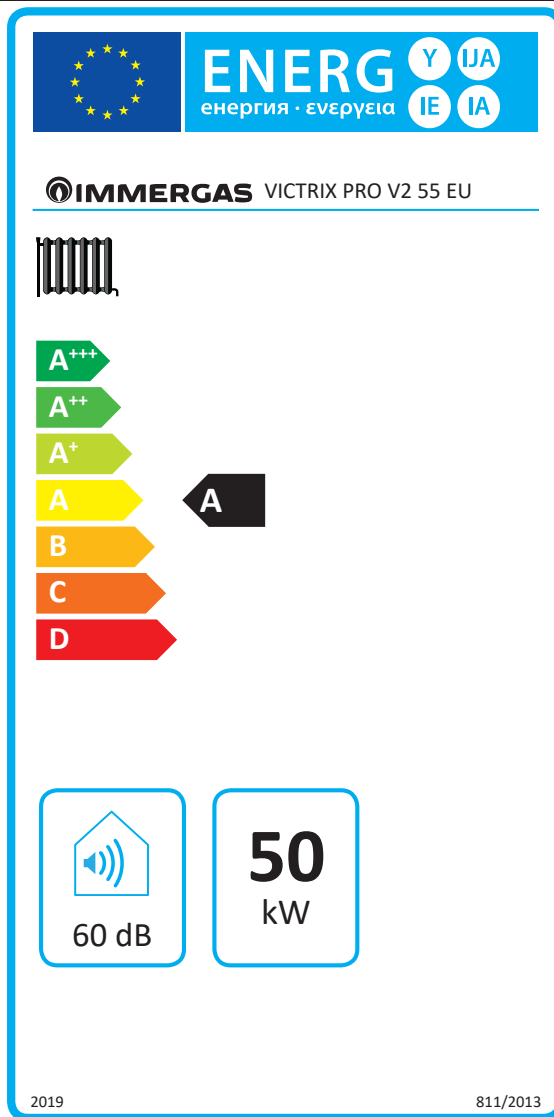 ENERG Y IJA
енергия · ενεργεια IE IA
IMMERGAS VICTRIX PRO V2 55 EU
A+++
A++
A+
A A
B
C
D
60 dB
50
kW
2019 811/2013